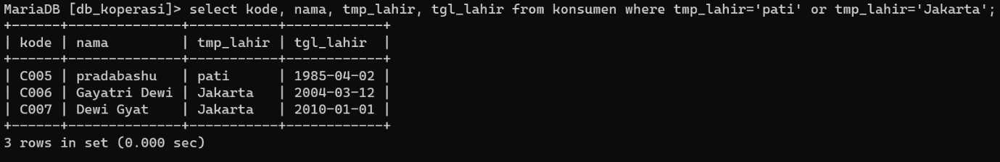 MariaDB [db_koperasi]> select kode, nama, tmp_lahir, tgl_lahir from konsumen where tmp_lahir='pati' or tmp_lahir='Jakarta';
+------+--------------+-----------+------------+
| kode | nama         | tmp_lahir | tgl_lahir  |
+------+--------------+-----------+------------+
| C005 | pradabashu   | pati      | 1985-04-02 |
| C006 | Gayatri Dewi | Jakarta   | 2004-03-12 |
| C007 | Dewi Gyat    | Jakarta   | 2010-01-01 |
+------+--------------+-----------+------------+
3 rows in set (0.000 sec)